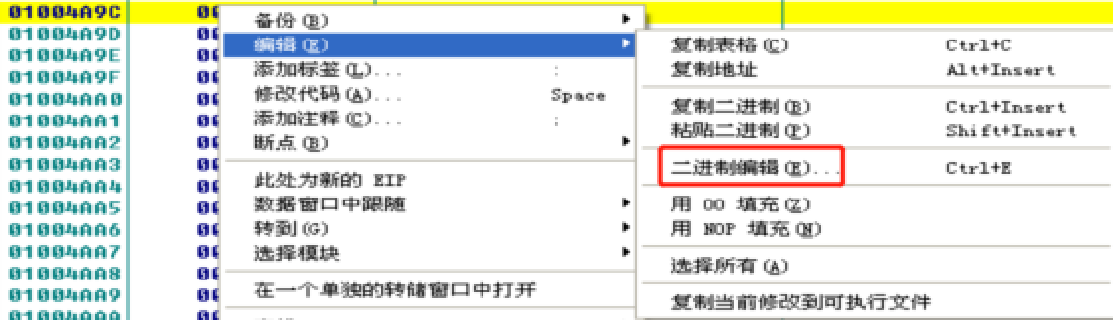 01004A9C 00
01004A9D 00
01004A9E 00
01004A9F 00
01004AA0 00
01004AA1 00
01004AA2 00
01004AA3 00
01004AA4 00
01004AA5 00
01004AA6 00
01004AA7 00
01004AA8 00
01004AA9 00
01004AAA 00
备份(B)
编辑(E)
添加标签(L)... :
修改代码(A)... Space
添加注释(C)... ;
断点(B)
此处为新的 EIP
数据窗口中跟随
转到(G)
选择模块
在一个单独的转储窗口中打开
复制表格(C) Ctrl+C
复制地址 Alt+Insert
复制二进制(B) Ctrl+Insert
粘贴二进制(P) Shift+Insert
二进制编辑(E)... Ctrl+E
用 00 填充(Z)
用 NOP 填充(N)
选择所有(A)
复制当前修改到可执行文件